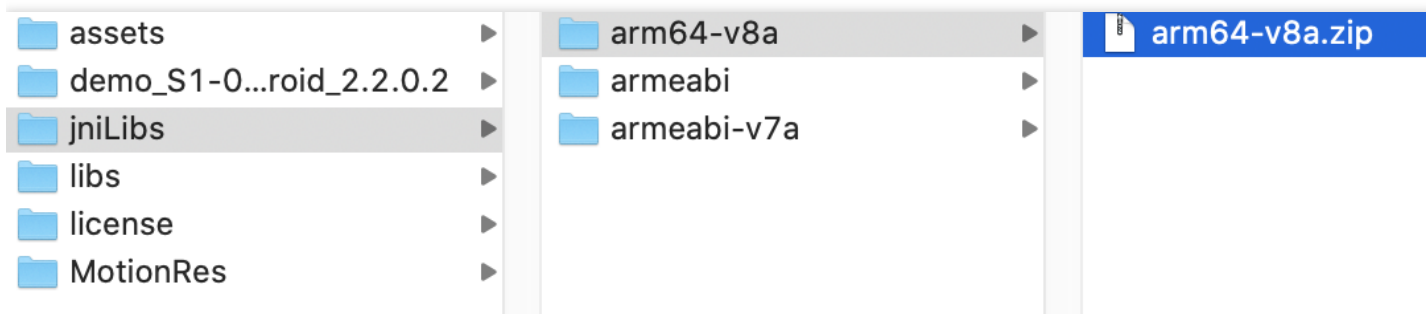 assets
demo_S1-0...roid_2.2.0.2
jniLibs
libs
license
MotionRes
arm64-v8a
armeabi
armeabi-v7a
arm64-v8a.zip